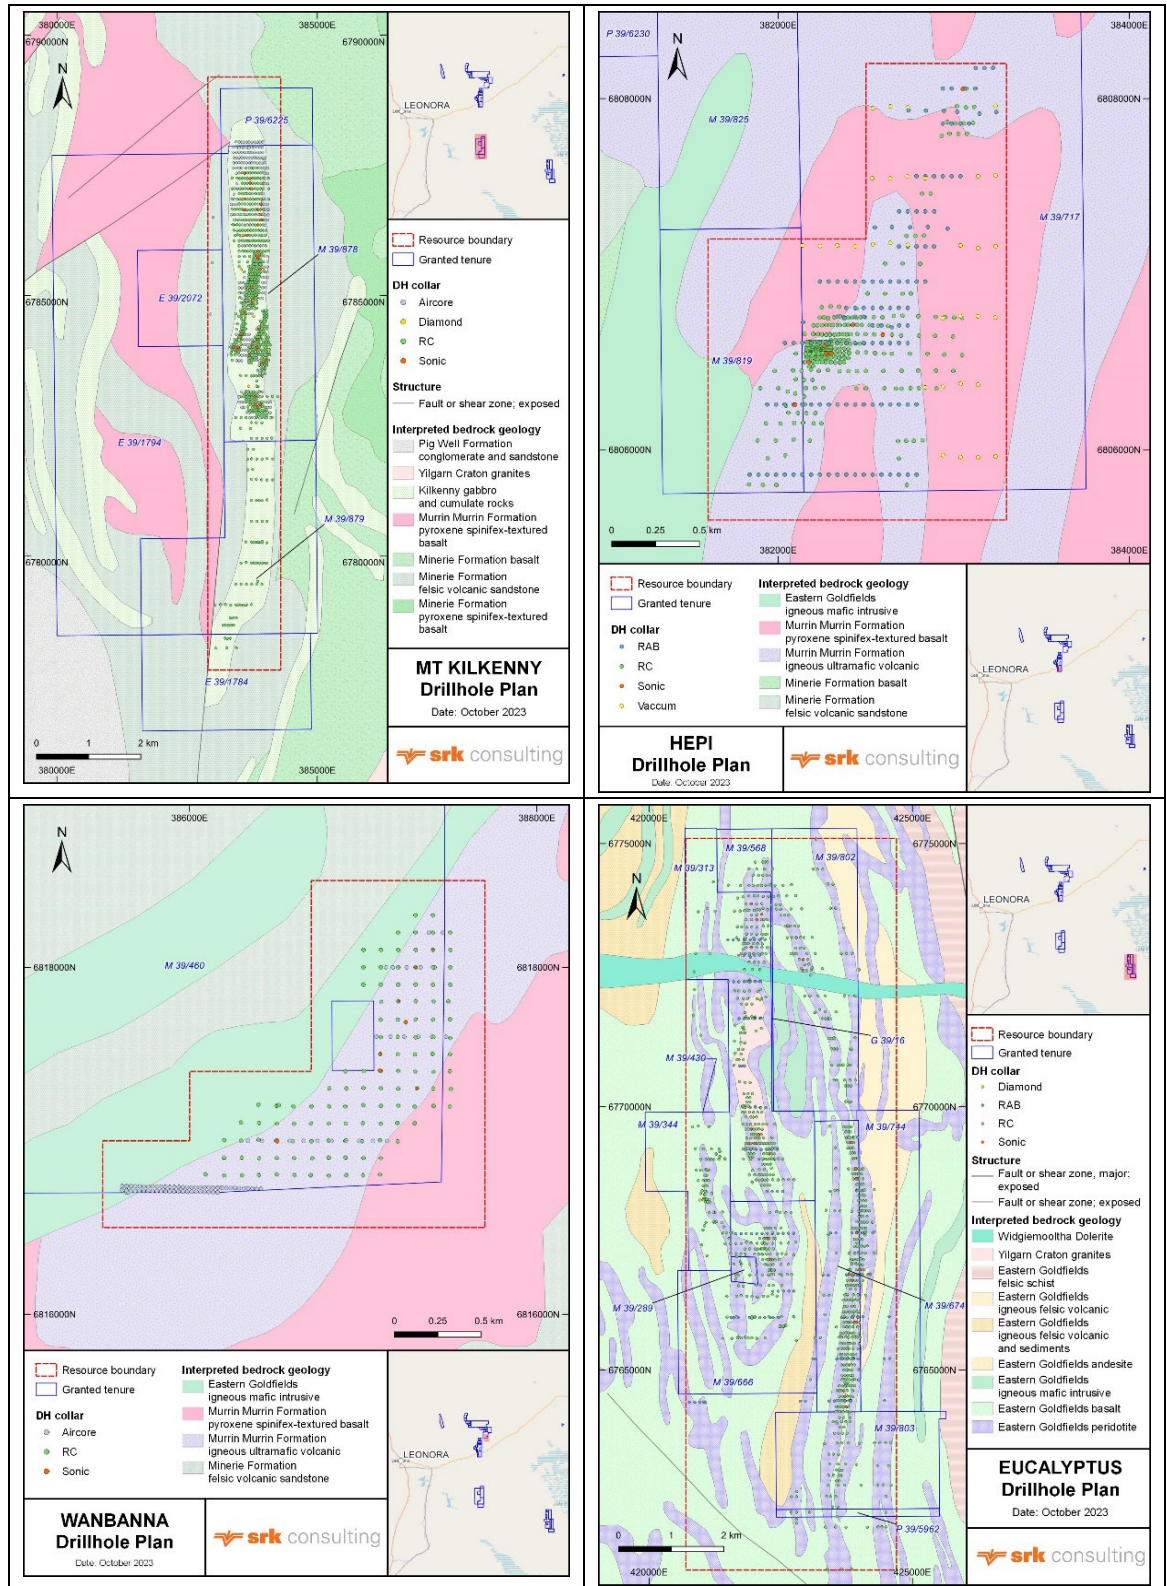 380000E
385000E
6790000N
6790000N
N
P 39/6225
LEONORA
M 39/878
6785000N
6785000N
E 39/2072
E 39/1794
M 39/879
6780000N
6780000N
E 39/1784
0 1 2 km
380000E
385000E
Resource boundary
Granted tenure
DH collar
Aircore
Diamond
RC
Sonic
Structure
Fault or shear zone; exposed
Interpreted bedrock geology
Pig Well Formation
conglomerate and sandstone
Yilgarn Craton granites
Kilkenny gabbro
and cumulate rocks
Murrin Murrin Formation
pyroxene spinifex-textured
basalt
Minerie Formation basalt
Minerie Formation
felsic volcanic sandstone
Minerie Formation
pyroxene spinifex-textured
basalt
MT KILKENNY
Drillhole Plan
Date: October 2023
srk consulting
382000E
384000E
P 39/6230
N
6808000N
6808000N
M 39/825
M 39/717
M 39/819
6806000N
6806000N
0 0.25 0.5 km
382000E
384000E
Resource boundary
Granted tenure
DH collar
RAB
RC
Sonic
Vaccum
Interpreted bedrock geology
Eastern Goldfields
igneous mafic intrusive
Murrin Murrin Formation
pyroxene spinifex-textured basalt
Murrin Murrin Formation
igneous ultramafic volcanic
Minerie Formation basalt
Minerie Formation
felsic volcanic sandstone
LEONORA
HEPI
Drillhole Plan
Date: October 2023
srk consulting
386000E
388000E
N
M 39/460
6818000N
6818000N
6816000N
0 0.25 0.5 km
Resource boundary
Granted tenure
DH collar
Aircore
RC
Sonic
Interpreted bedrock geology
Eastern Goldfields
igneous mafic intrusive
Murrin Murrin Formation
pyroxene spinifex-textured basalt
Murrin Murrin Formation
igneous ultramafic volcanic
Minerie Formation
felsic volcanic sandstone
LEONORA
WANBANNA
Drillhole Plan
Date: October 2023
srk consulting
420000E
425000E
6775000N
6775000N
M 39/568
M 39/313
M 39/802
N
LEONORA
G 39/16
M 39/430
6770000N
6770000N
M 39/344
M 39/744
M 39/289
M 39/674
6765000N
6765000N
M 39/666
M 39/803
P 39/5962
0 1 2 km
420000E
425000E
Resource boundary
Granted tenure
DH collar
Diamond
RAB
RC
Sonic
Structure
Fault or shear zone, major;
exposed
Fault or shear zone; exposed
Interpreted bedrock geology
Widgiemooltha Dolerite
Yilgarn Craton granites
Eastern Goldfields
felsic schist
Eastern Goldfields
igneous felsic volcanic
Eastern Goldfields
igneous felsic volcanic
and sediments
Eastern Goldfields andesite
Eastern Goldfields
igneous mafic intrusive
Eastern Goldfields basalt
Eastern Goldfields peridotite
EUCALYPTUS
Drillhole Plan
Date: October 2023
srk consulting